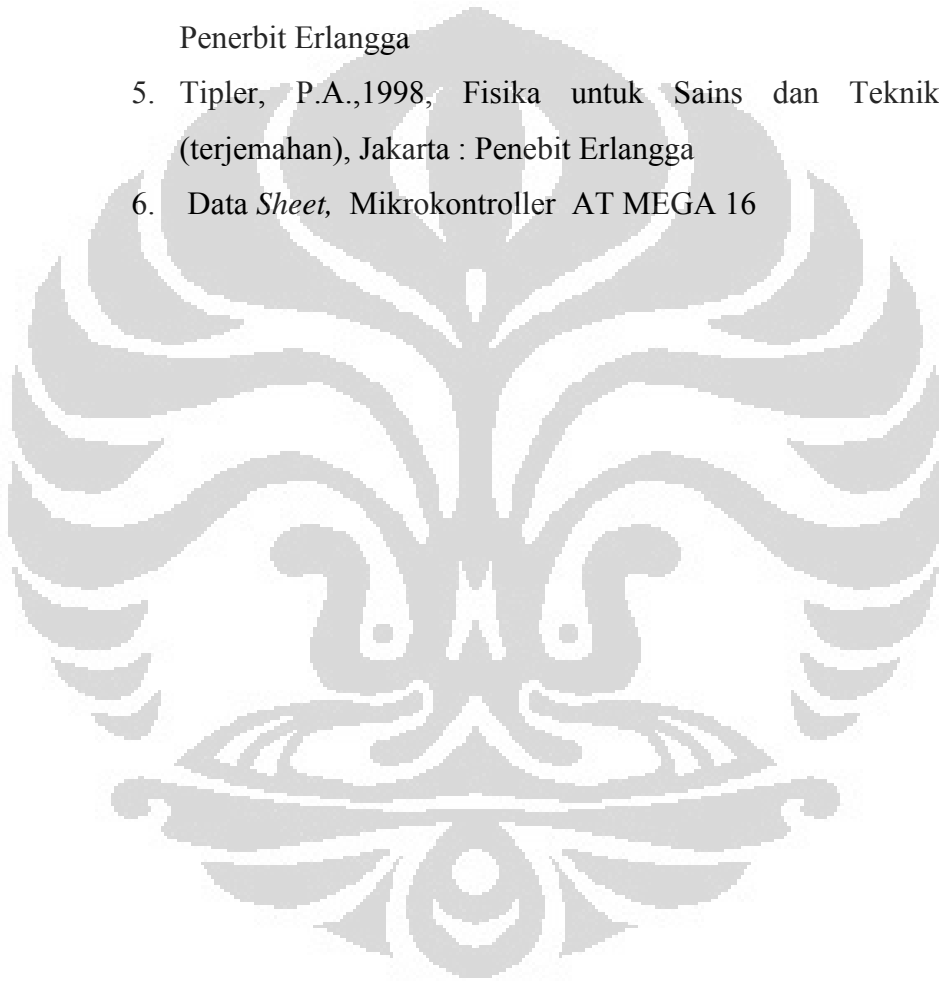 Penerbit Erlangga
5. Tipler, P.A.,1998, Fisika untuk Sains dan Teknik
(terjemahan), Jakarta : Penebit Erlangga
6. Data Sheet, Mikrokontroller AT MEGA 16